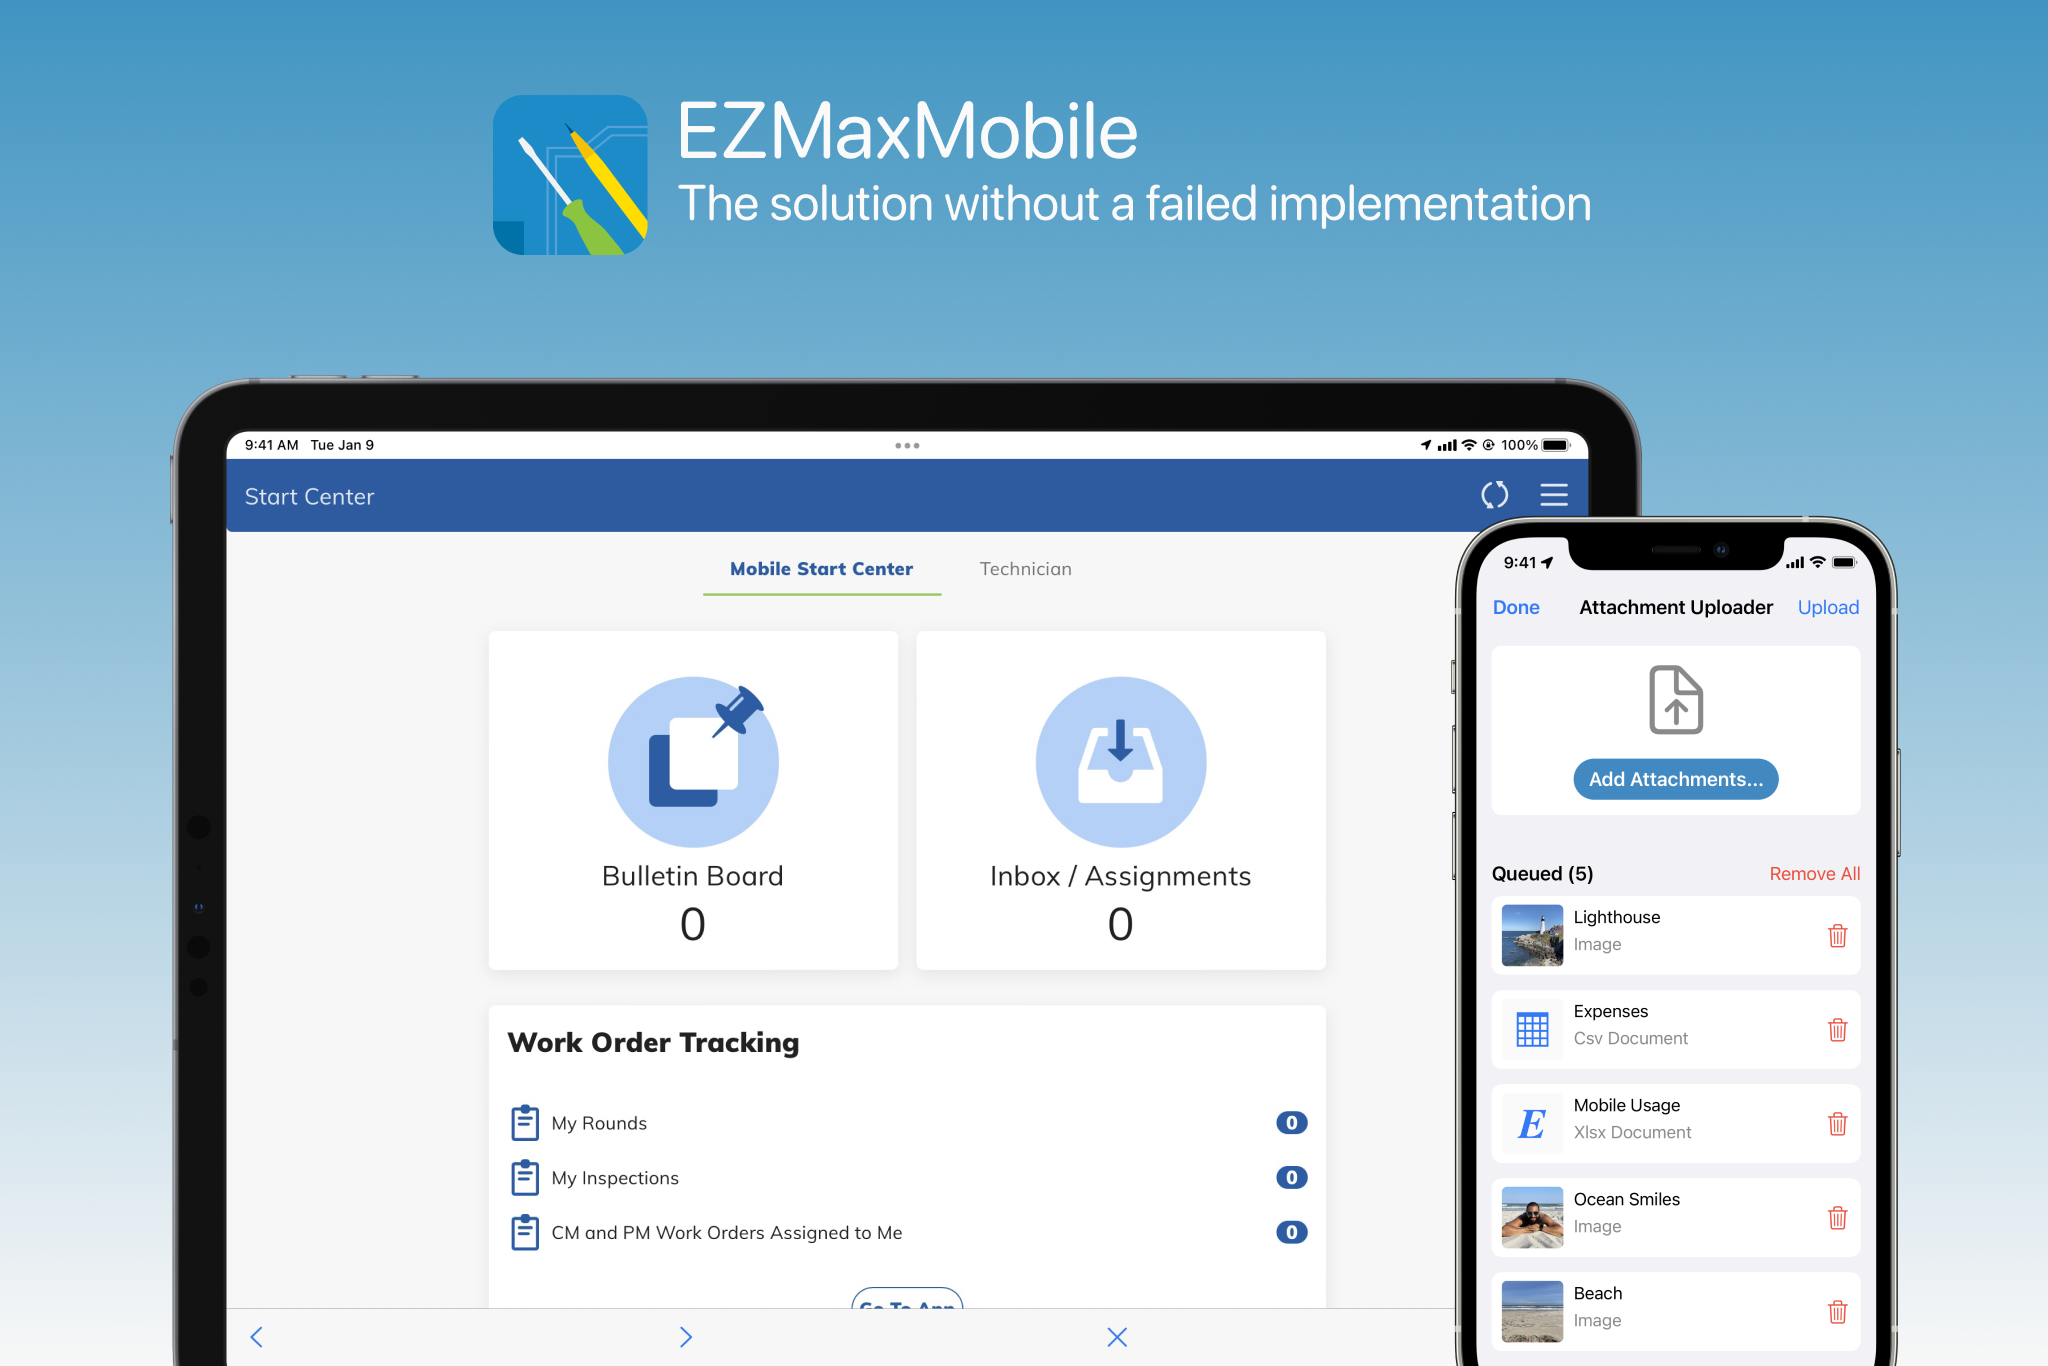 EZMaxMobile
The solution without a failed implementation
9:41 AM Tue Jan 9
100%
Start Center
Mobile Start Center
Technician
Bulletin Board
0
Inbox / Assignments
0
Work Order Tracking
My Rounds
0
My Inspections
0
CM and PM Work Orders Assigned to Me
0
Go To App
9:41
Done
Attachment Uploader
Upload
Add Attachments...
Queued (5)
Remove All
Lighthouse
Image
Expenses
Csv Document
E
Mobile Usage
Xlsx Document
Ocean Smiles
Image
Beach
Image